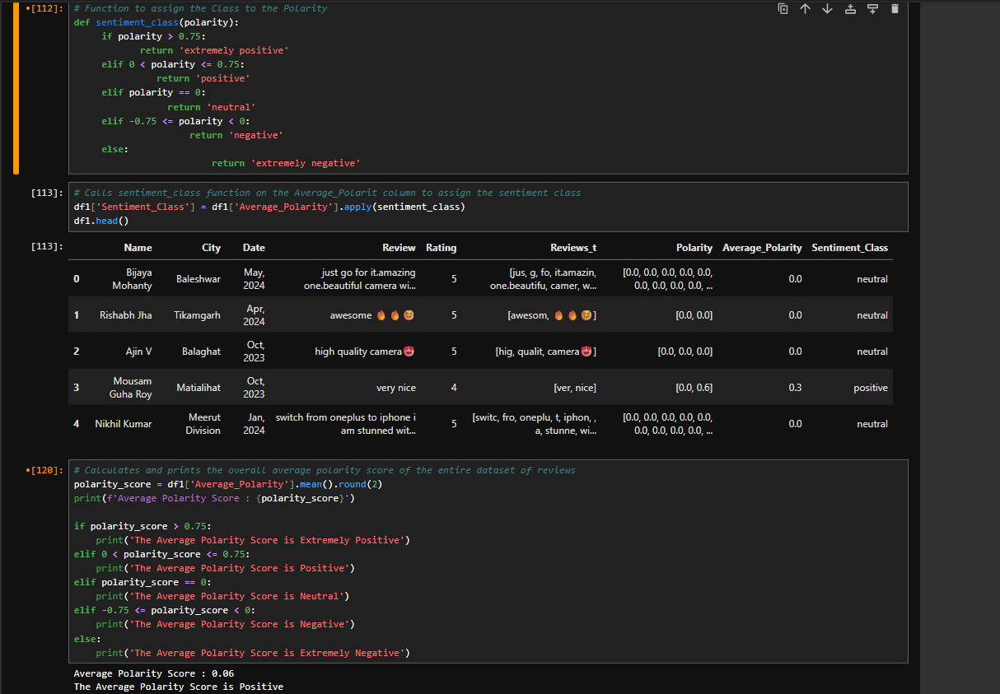 •[112]: # Function to assign the Class to the Polarity
def sentiment_class(polarity):
if polarity > 0.75:
return 'extremely positive'
elif 0 < polarity <= 0.75:
return 'positive'
elif polarity == 0:
return 'neutral'
elif -0.75 <= polarity < 0:
return 'negative'
else:
return 'extremely negative'
[113]: # Calls sentiment_class function on the Average_Polarit column to assign the sentiment class
df1['Sentiment_Class'] = df1['Average_Polarity'].apply(sentiment_class)
df1.head()
[113]: Name City Date Review Rating Reviews_t Polarity Average_Polarity Sentiment_Class
0 Bijaya Mohanty Baleshwar May, 2024 just go for it.amazing one.beautiful camera wi... 5 [jus, g, fo, it.amazin, one.beautifu, camer, w... [0.0, 0.0, 0.0, 0.0, 0.0, 0.0, 0.0, 0.0, 0.0, ... 0.0 neutral
1 Rishabh Jha Tikamgarh Apr, 2024 awesome 🔥 🔥 🥰 5 [awesom, 🔥 🔥 🥰] [0.0, 0.0] 0.0 neutral
2 Ajin V Balaghat Oct, 2023 high quality camera😍 5 [hig, qualit, camera😍] [0.0, 0.0, 0.0] 0.0 neutral
3 Mousam Guha Roy Matialihat Oct, 2023 very nice 4 [ver, nice] [0.0, 0.6] 0.3 positive
4 Nikhil Kumar Meerut Division Jan, 2024 switch from oneplus to iphone i am stunned wit... 5 [switc, fro, oneplu, t, iphon, , a, stunne, wi... [0.0, 0.0, 0.0, 0.0, 0.0, 0.0, 0.0, 0.0, 0.0, ... 0.0 neutral
•[120]: # Calculates and prints the overall average polarity score of the entire dataset of reviews
polarity_score = df1['Average_Polarity'].mean().round(2)
print(f'Average Polarity Score : {polarity_score}')
if polarity_score > 0.75:
print('The Average Polarity Score is Extremely Positive')
elif 0 < polarity_score <= 0.75:
print('The Average Polarity Score is Positive')
elif polarity_score == 0:
print('The Average Polarity Score is Neutral')
elif -0.75 <= polarity_score < 0:
print('The Average Polarity Score is Negative')
else:
print('The Average Polarity Score is Extremely Negative')
Average Polarity Score : 0.06
The Average Polarity Score is Positive